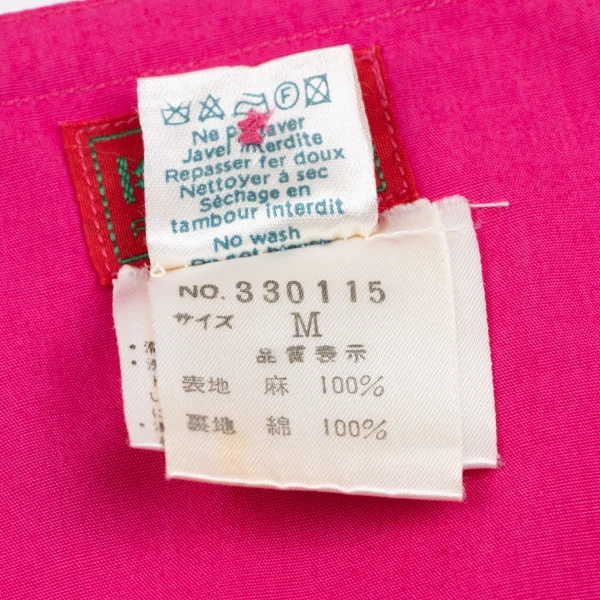 F
Ne pas laver
Javel interdite
Repasser fer doux
Nettoyer à sec
Séchage en
tambour interdit
No wash
NO. 330115
サイズ M
品質表示
表地 麻 100%
裏地 綿 100%